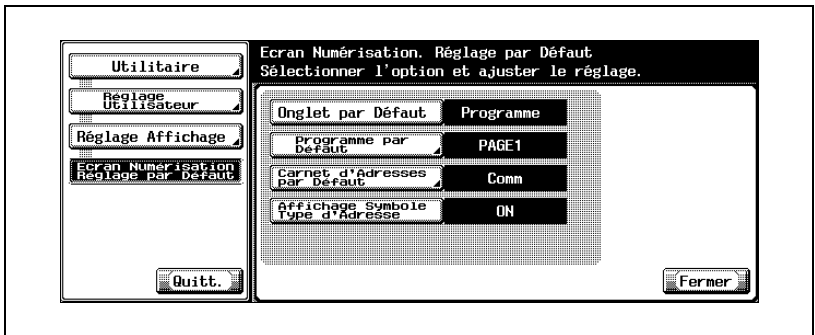 Utilitaire
Réglage
Utilisateur
Réglage Affichage
Ecran Numérisation
Réglage par Défaut
Quitt.
Ecran Numérisation. Réglage par Défaut
Sélectionner l'option et ajuster le réglage.
Onglet par Défaut Programme
Programme par
Défaut
PAGE1
Carnet d'Adresses
par Défaut
Comm
Affichage Symbole
Type d'Adresse
ON
Fermer